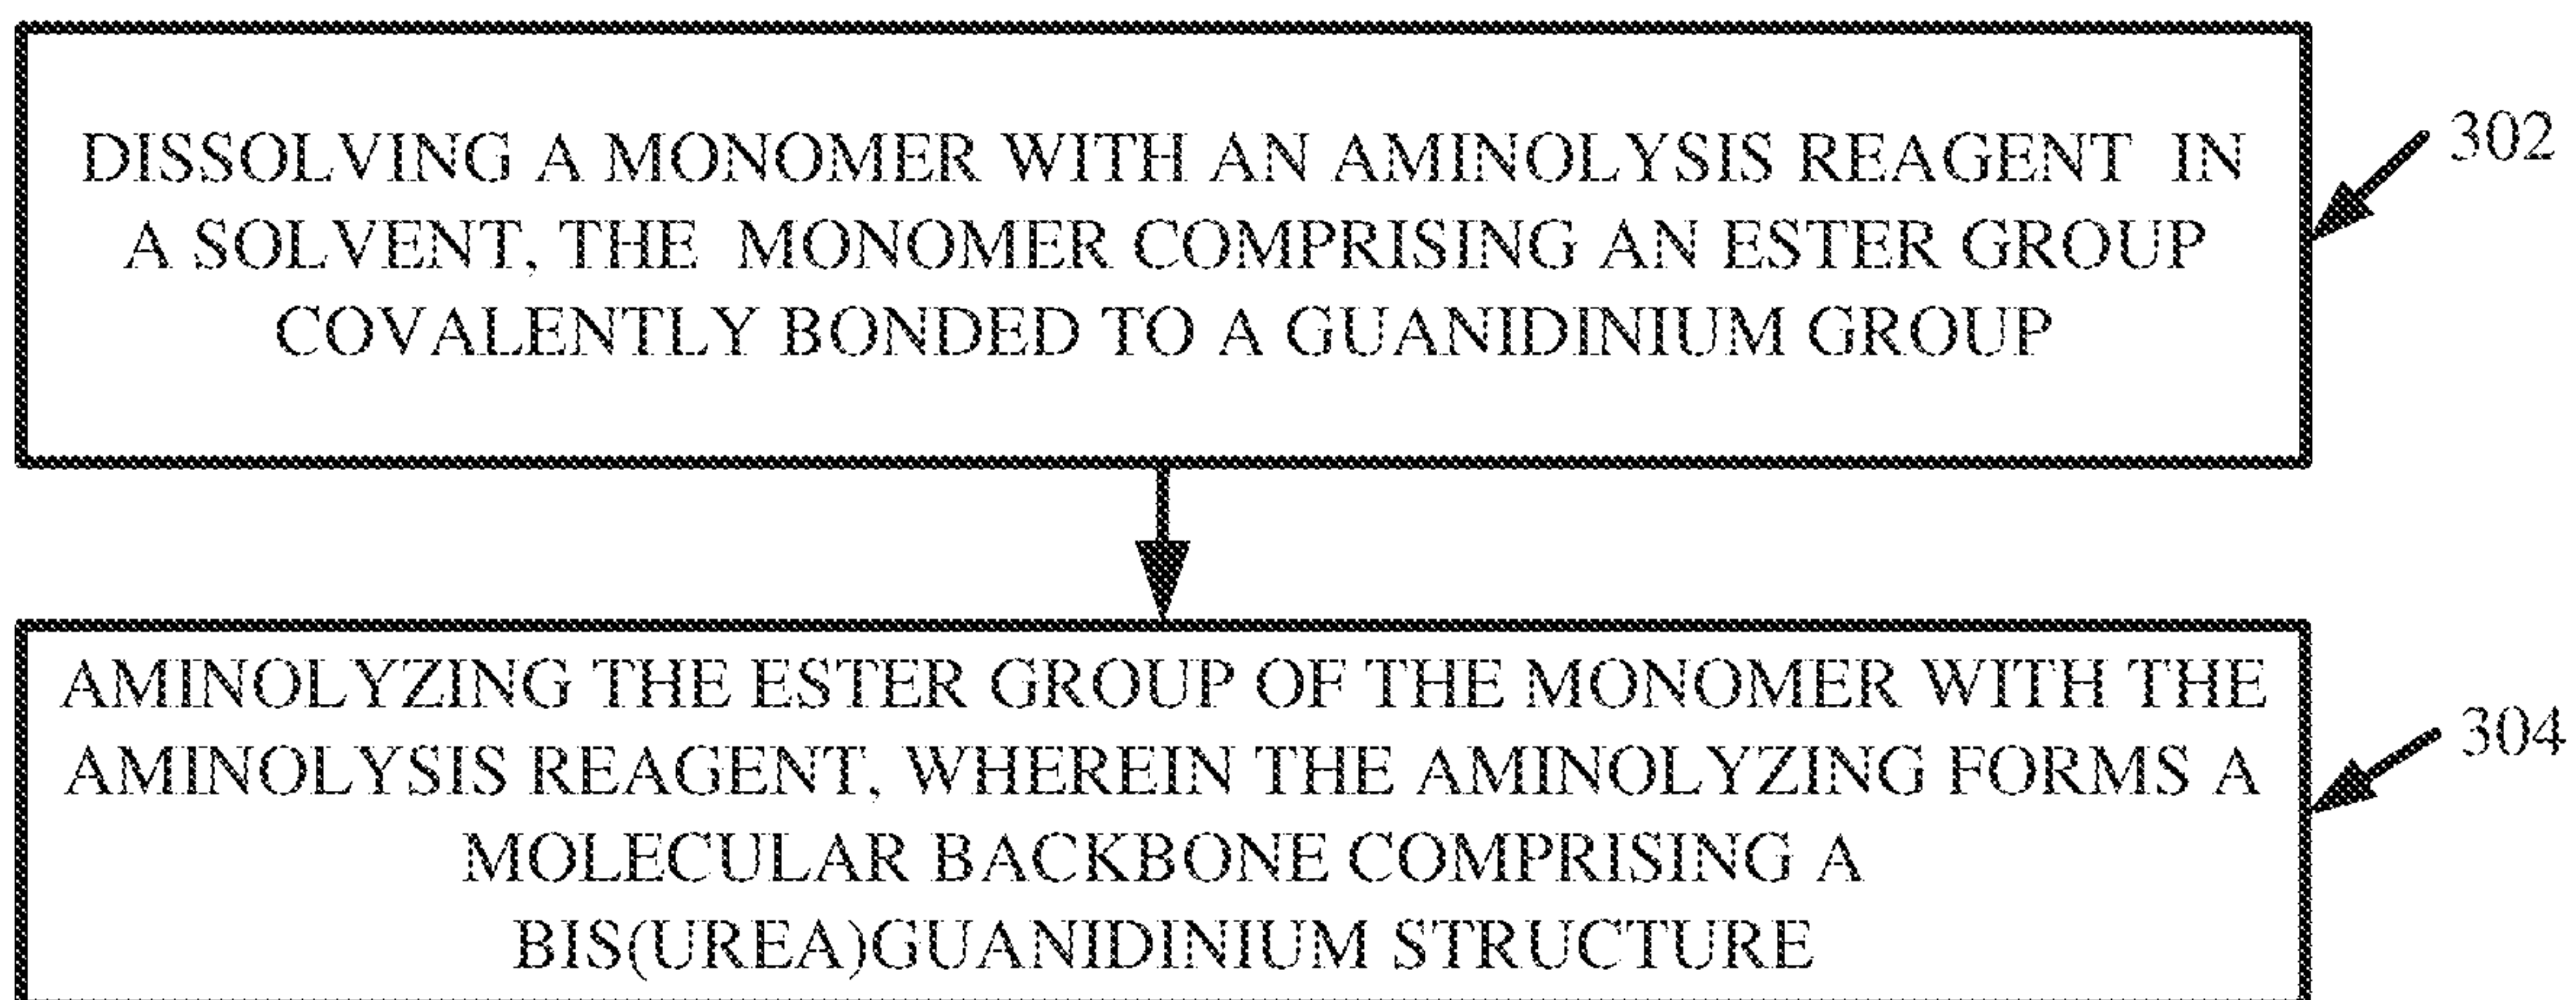 DISSOLVING A MONOMER WITH AN AMINOLYSIS REAGENT IN
A SOLVENT, THE MONOMER COMPRISING AN ESTER GROUP
COVALENTLY BONDED TO A GUANIDINIUM GROUP
302
AMINOLYZING THE ESTER GROUP OF THE MONOMER WITH THE
AMINOLYSIS REAGENT, WHEREIN THE AMINOLYZING FORMS A
MOLECULAR BACKBONE COMPRISING A
BIS(UREA)GUANIDINIUM STRUCTURE
304